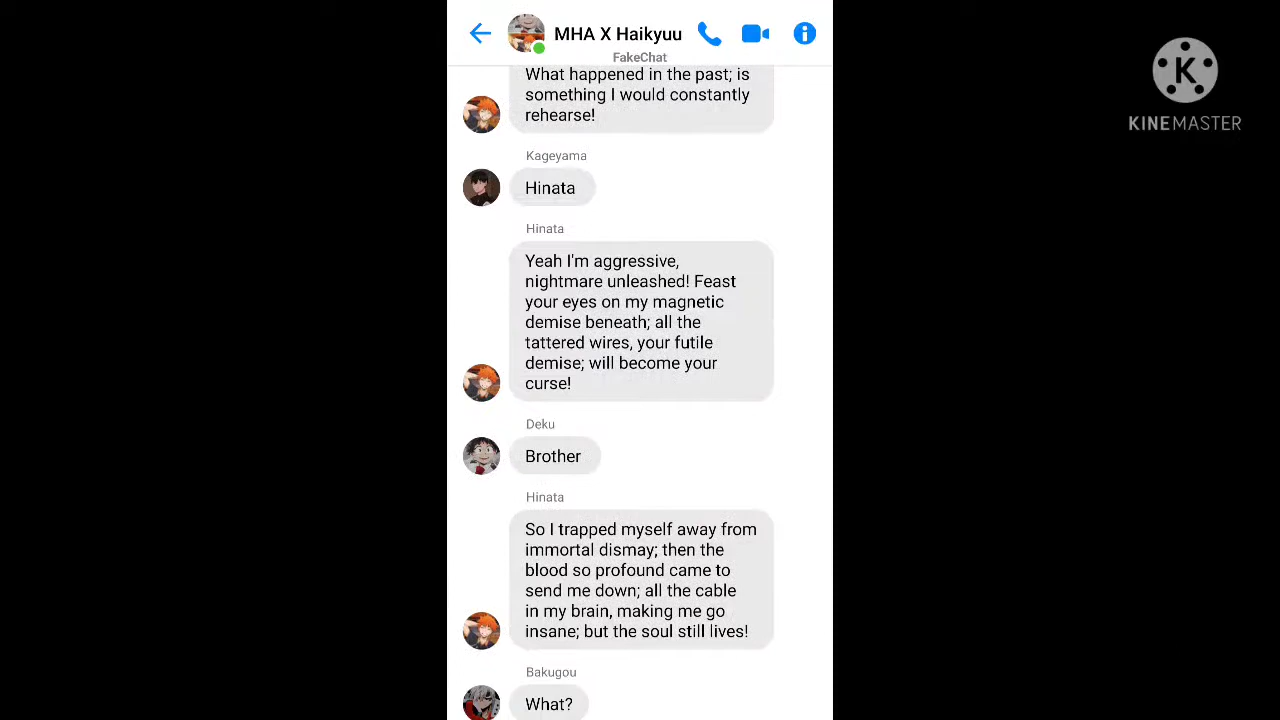 MHA X Haikyuu
FakeChat
What happened in the past; is
something I would constantly
rehearse!
Kageyama
Hinata
Hinata
Yeah I'm aggressive,
nightmare unleashed! Feast
your eyes on my magnetic
demise beneath; all the
tattered wires, your futile
demise; will become your
curse!
Deku
Brother
Hinata
So I trapped myself away from
immortal dismay; then the
blood so profound came to
send me down; all the cable
in my brain, making me go
insane; but the soul still lives!
Bakugou
What?
K
KINEMASTER